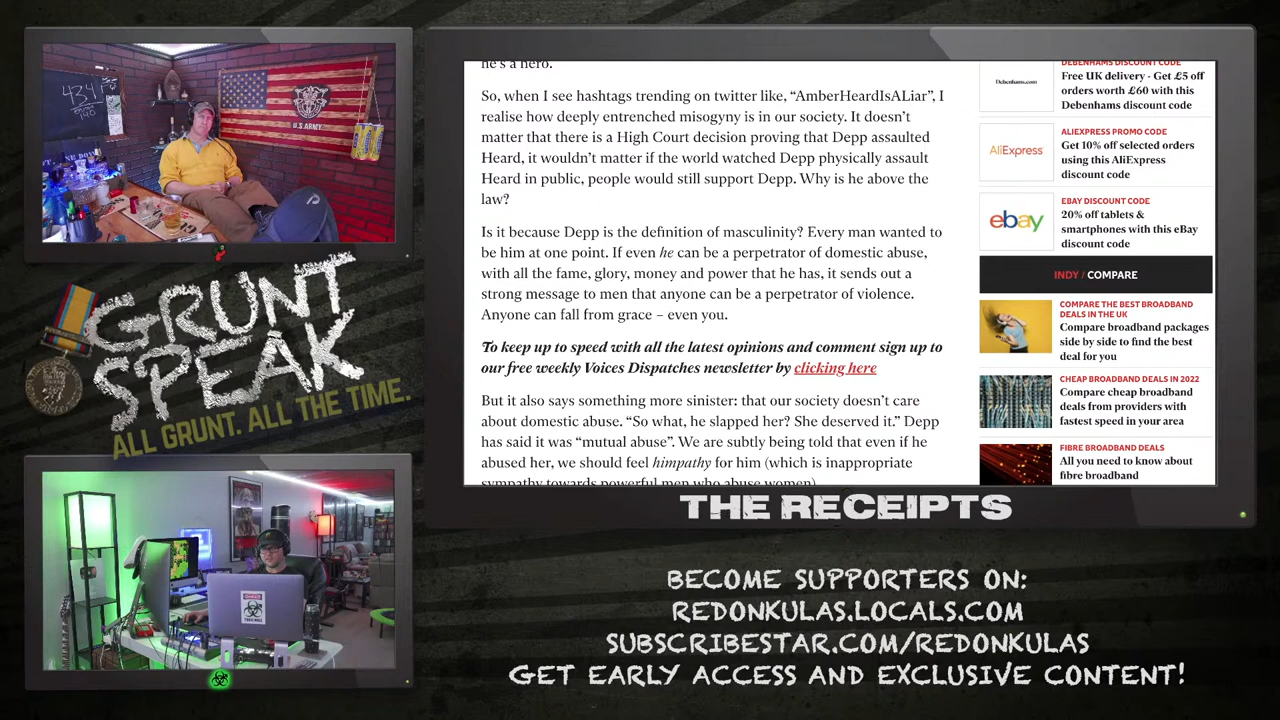 434
740
U.S. ARMY
GRUNT
SPEAK
ALL GRUNT. ALL THE TIME.
he's a hero.
So, when I see hashtags trending on twitter like, “AmberHeardIsALiar”, I
realise how deeply entrenched misogyny is in our society. It doesn’t
matter that there is a High Court decision proving that Depp assaulted
Heard, it wouldn’t matter if the world watched Depp physically assault
Heard in public, people would still support Depp. Why is he above the
law?
Is it because Depp is the definition of masculinity? Every man wanted to
be him at one point. If even he can be a perpetrator of domestic abuse,
with all the fame, glory, money and power that he has, it sends out a
strong message to men that anyone can be a perpetrator of violence.
Anyone can fall from grace – even you.
To keep up to speed with all the latest opinions and comment sign up to
our free weekly Voices Dispatches newsletter by clicking here
But it also says something more sinister: that our society doesn’t care
about domestic abuse. “So what, he slapped her? She deserved it.” Depp
has said it was “mutual abuse”. We are subtly being told that even if he
abused her, we should feel himpathy for him (which is inappropriate
sympathy towards powerful men who abuse women)
Debenhams.com
DEBENHAMS DISCOUNT CODE
Free UK delivery - Get £5 off
orders worth £60 with this
Debenhams discount code
AliExpress
ALIEXPRESS PROMO CODE
Get 10% off selected orders
using this AliExpress
discount code
ebay
EBAY DISCOUNT CODE
20% off tablets &
smartphones with this eBay
discount code
INDY / COMPARE
COMPARE THE BEST BROADBAND
DEALS IN THE UK
Compare broadband packages
side by side to find the best
deal for you
CHEAP BROADBAND DEALS IN 2022
Compare cheap broadband
deals from providers with
fastest speed in your area
FIBRE BROADBAND DEALS
All you need to know about
fibre broadband
THE RECEIPTS
BECOME SUPPORTERS ON:
REDONKULAS.LOCALS.COM
SUBSCRIBESTAR.COM/REDONKULAS
GET EARLY ACCESS AND EXCLUSIVE CONTENT!